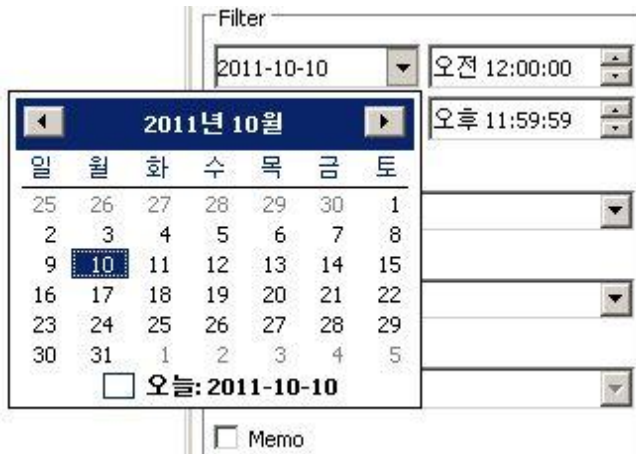 Filter
2011-10-10 오전 12:00:00
오후 11:59:59
2011년 10월
일 월 화 수 목 금 토
25 26 27 28 29 30 1
2 3 4 5 6 7 8
9 10 11 12 13 14 15
16 17 18 19 20 21 22
23 24 25 26 27 28 29
30 31 1 2 3 4 5
오늘: 2011-10-10
Memo